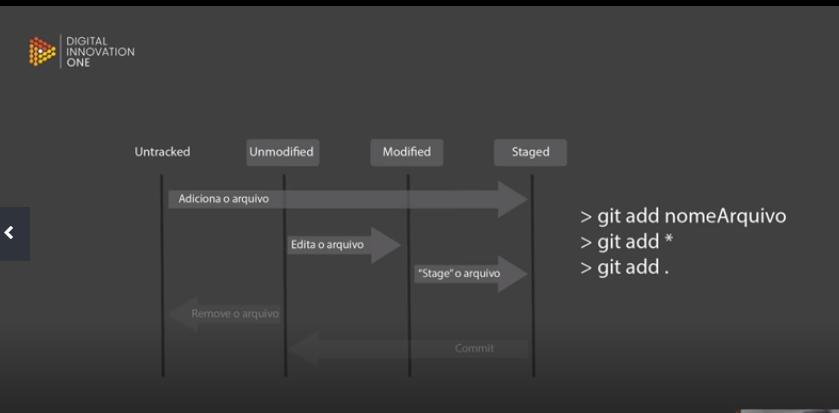 DIGITAL
INNOVATION
ONE
Untracked
Unmodified
Modified
Staged
Adiciona o arquivo
Edita o arquivo
"Stage" o arquivo
Remove o arquivo
Commit
> git add nomeArquivo
> git add *
> git add .